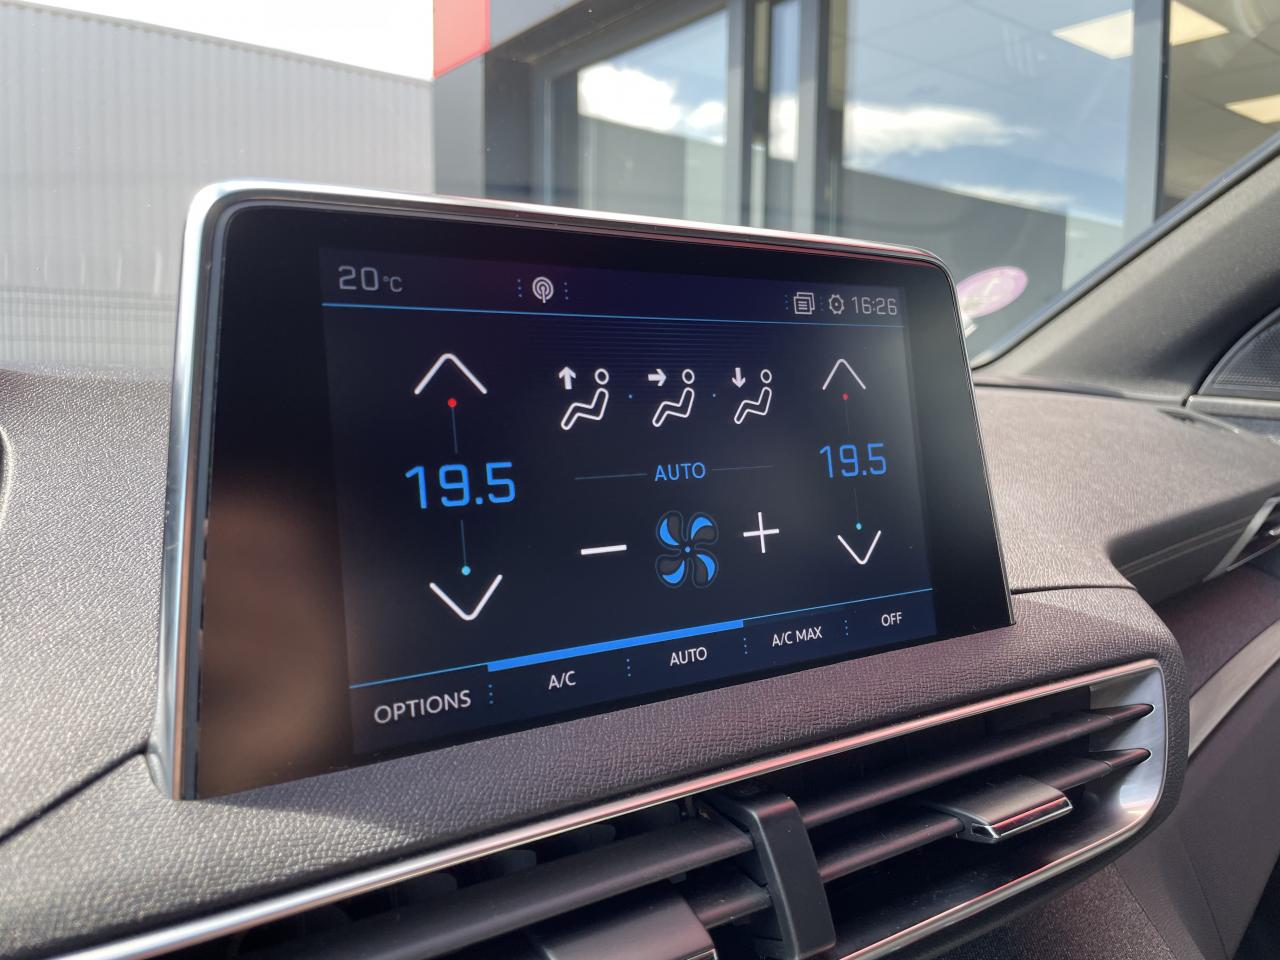 20°C
16:26
19.5
19.5
AUTO
OPTIONS
A/C
AUTO
A/C MAX
OFF